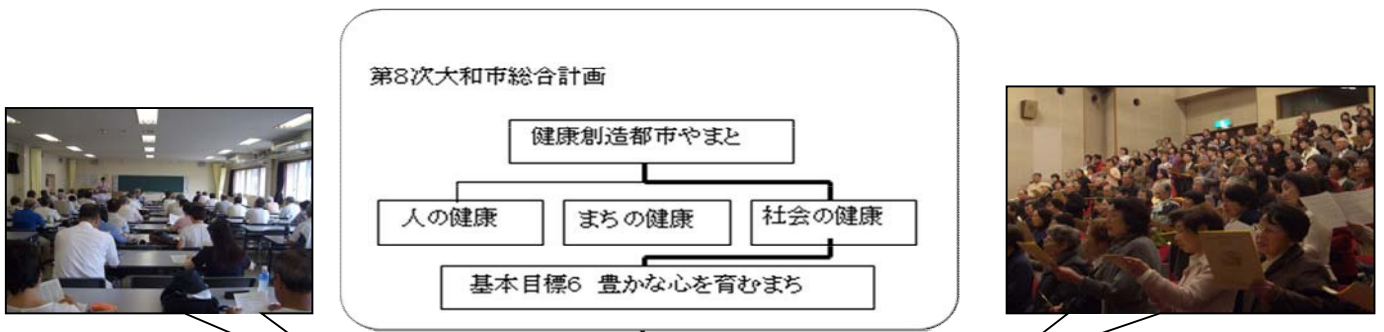 第8次大和市総合計画
健康創造都市やまと
人の健康
まちの健康
社会の健康
基本目標6 豊かな心を育むまち